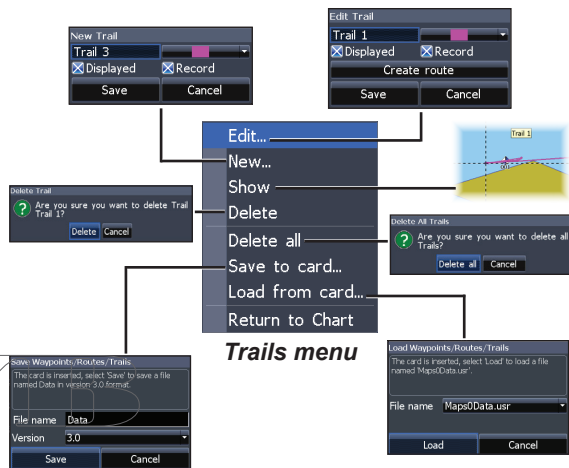 New Trail
Trail 3
Displayed Record
Save Cancel
Edit Trail
Trail 1
Displayed Record
Create route
Save Cancel
Edit...
New...
Show
Delete
Delete all
Save to card...
Load from card...
Return to Chart
Trails menu
Trail 1
001
Delete Trail
Are you sure you want to delete Trail
Trail 1?
Delete Cancel
Delete All Trails
Are you sure you want to delete all
Trails?
Delete all Cancel
Save Waypoints/Routes/Trails
The card is inserted, select 'Save' to save a file
named Data in version 3.0 format.
File name Data
Version 3.0
Save Cancel
Load Waypoints/Routes/Trails
The card is inserted, select 'Load' to load a file
named 'Maps0Data.usr'.
File name Maps0Data.usr
Load Cancel